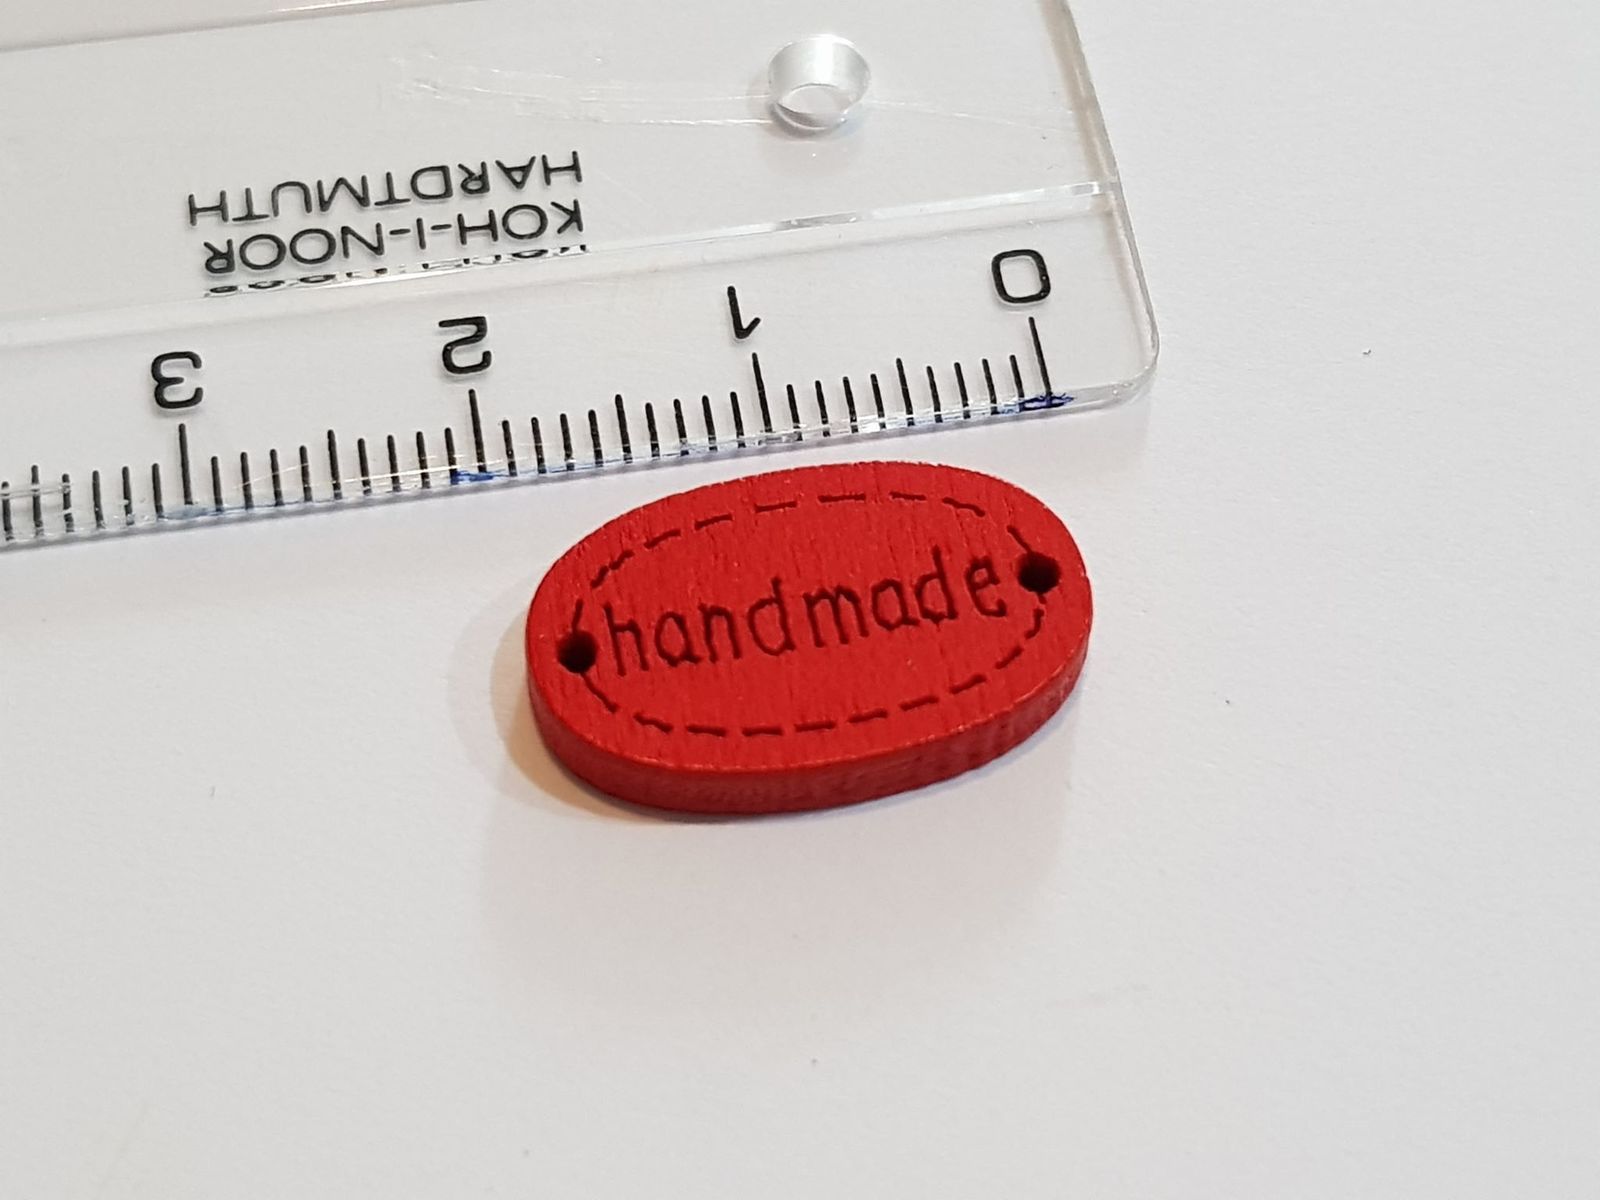 KOH-I-NOOR
HARDTMUTH
0 1 2 3
handmade